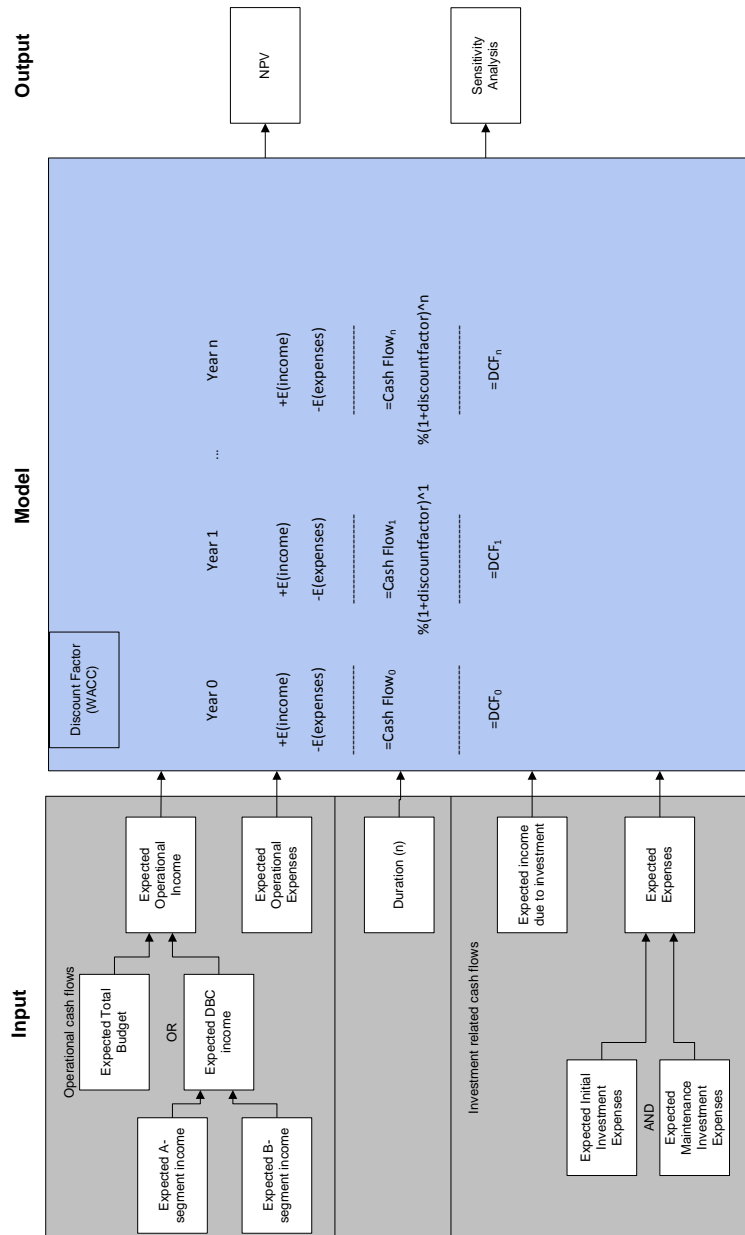 Input
Model
Output
Operational cash flows
Expected A-
segment income
Expected B-
segment income
Expected Total
Budget
OR
Expected DBC
income
Expected
Operational
Income
Expected
Operational
Expenses
Duration (n)
Investment related cash flows
Expected Initial
Investment
Expenses
AND
Expected
Maintenance
Investment
Expenses
Expected income
due to investment
Expected
Expenses
Discount Factor
(WACC)
Year 0
+E(income)
-E(expenses)
=Cash Flow₀
=DCF₀
Year 1
+E(income)
-E(expenses)
=Cash Flow₁
%(1+discountfactor)^1
=DCF₁
...
Year n
+E(income)
-E(expenses)
=Cash Flowₙ
%(1+discountfactor)^n
=DCFₙ
NPV
Sensitivity
Analysis